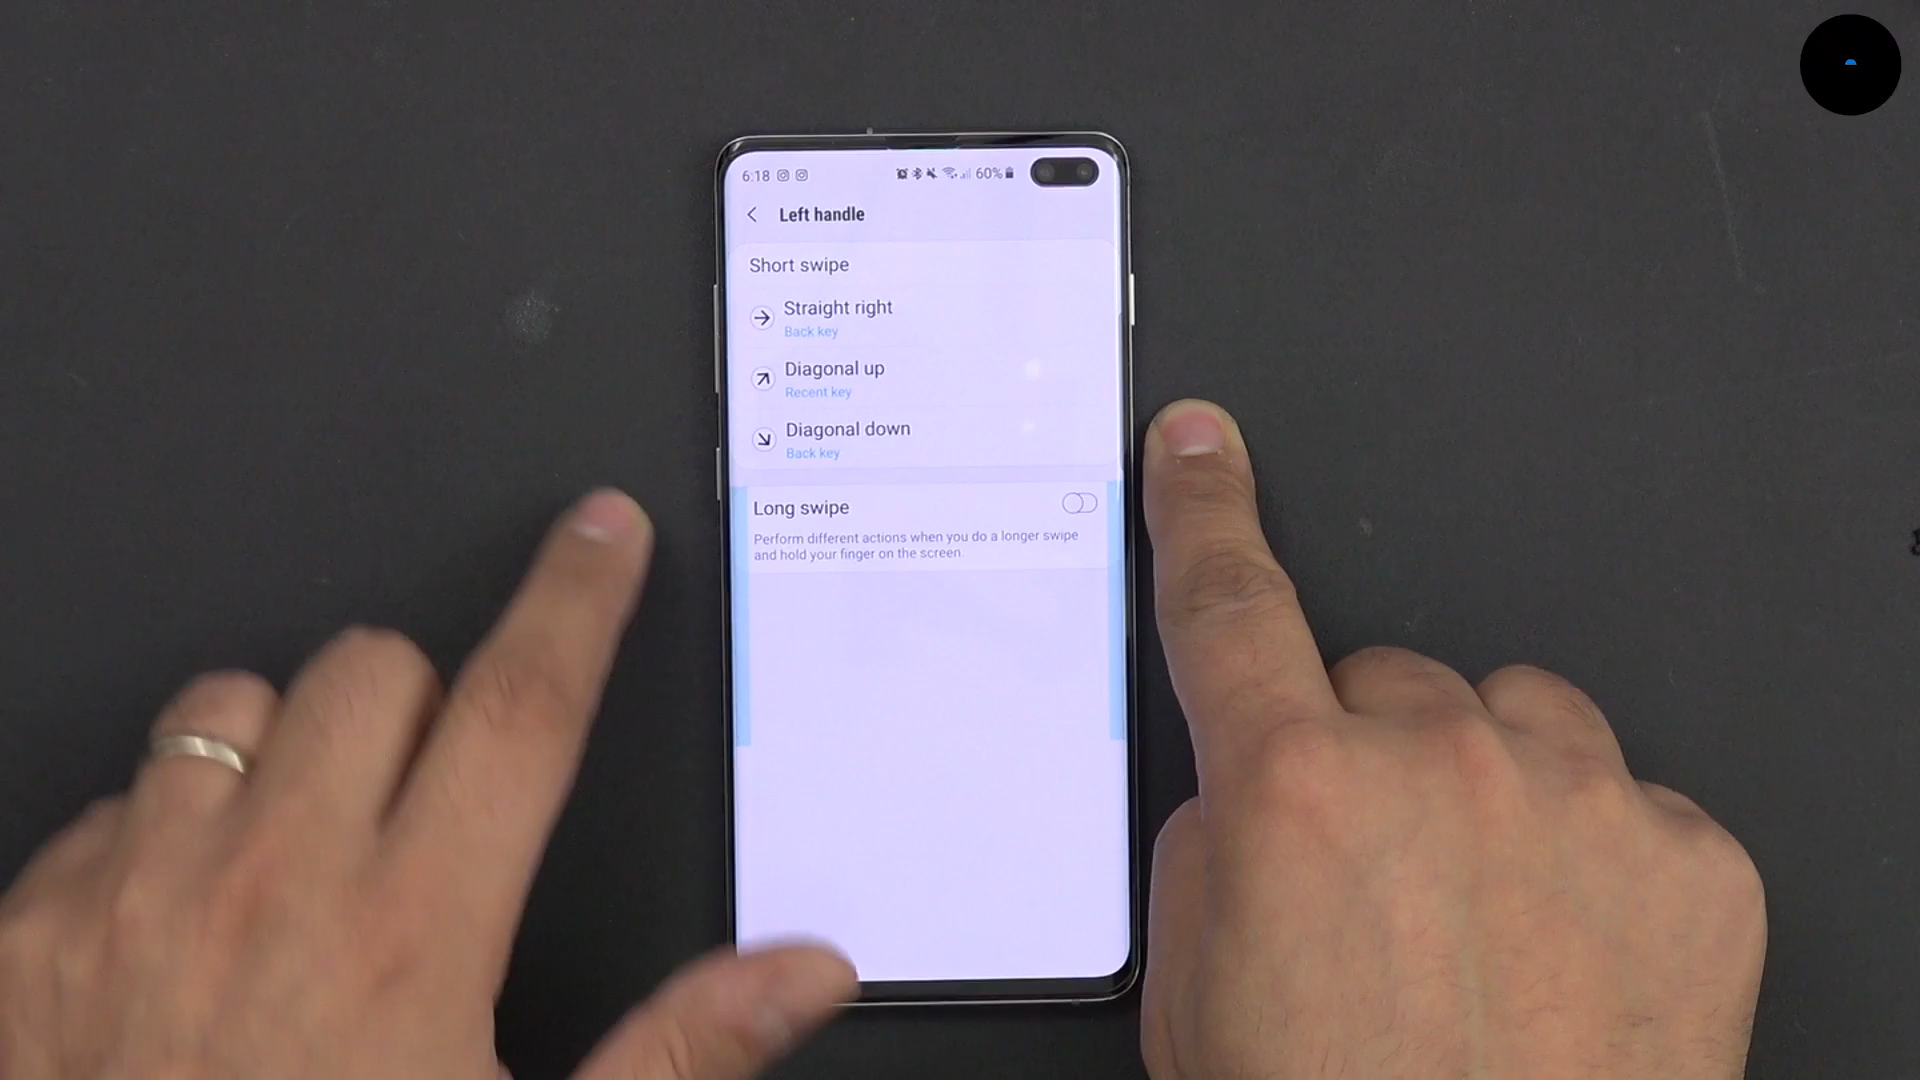 6:18 60%
Left handle
Short swipe
Straight right
Back key
Diagonal up
Recent key
Diagonal down
Back key
Long swipe
Perform different actions when you do a longer swipe
and hold your finger on the screen.